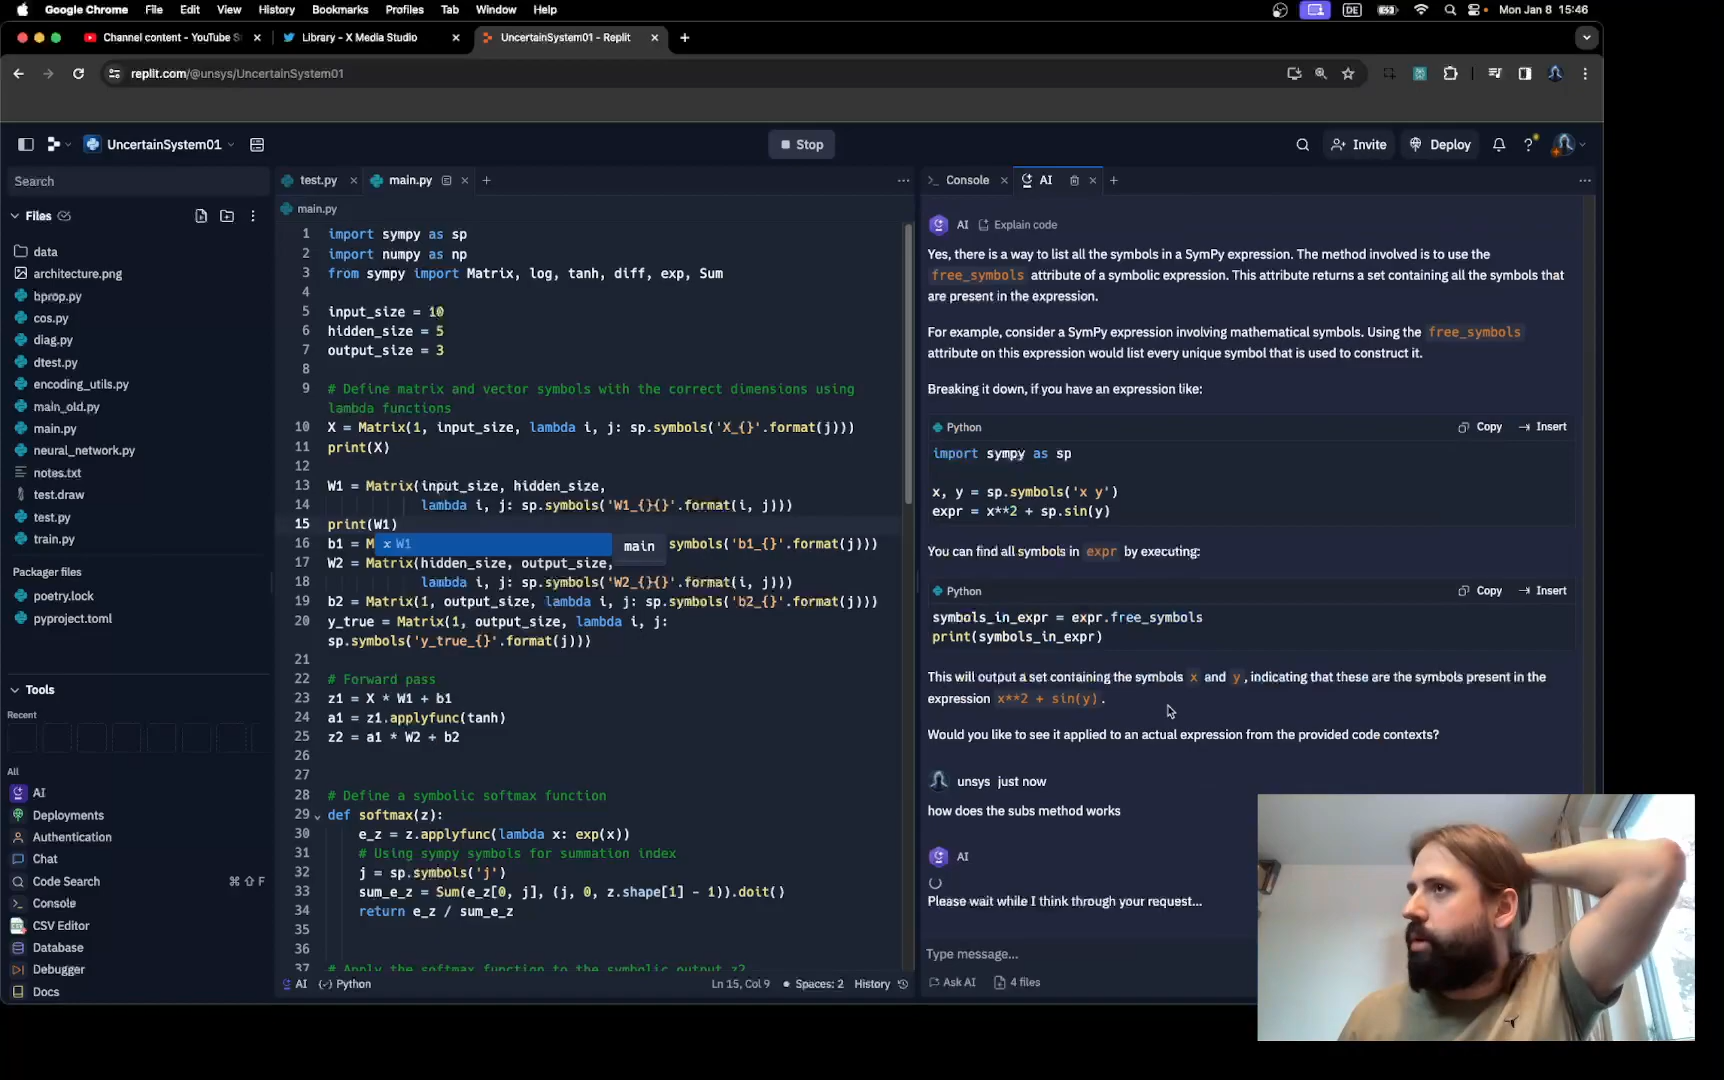 Google Chrome File Edit View History Bookmarks Profiles Tab Window Help DE Mon Jan 8 15:46
Channel content - YouTube S Library - X Media Studio UncertainSystem01 - Replit
replit.com/@unsys/UncertainSystem01
UncertainSystem01 Stop Invite Deploy
Search
Files
data
architecture.png
bprop.py
cos.py
diag.py
dtest.py
encoding_utils.py
main_old.py
main.py
neural_network.py
notes.txt
test.draw
test.py
train.py
Packager files
poetry.lock
pyproject.toml
Tools
Recent
All
AI
Deployments
Authentication
Chat
Code Search ⌘ ⇧ F
Console
CSV Editor
Database
Debugger
Docs
test.py main.py
main.py
1 import sympy as sp
2 import numpy as np
3 from sympy import Matrix, log, tanh, diff, exp, Sum
4
5 input_size = 10
6 hidden_size = 5
7 output_size = 3
8
9 # Define matrix and vector symbols with the correct dimensions using
lambda functions
10 X = Matrix(1, input_size, lambda i, j: sp.symbols('X_{}'.format(j)))
11 print(X)
12
13 W1 = Matrix(input_size, hidden_size,
14 lambda i, j: sp.symbols('W1_{}{}'.format(i, j)))
15 print(W1)
16 b1 = M symbols('b1_{}'.format(j)))
x W1 main
17 W2 = Matrix(hidden_size, output_size,
18 lambda i, j: sp.symbols('W2_{}{}'.format(i, j)))
19 b2 = Matrix(1, output_size, lambda i, j: sp.symbols('b2_{}'.format(j)))
20 y_true = Matrix(1, output_size, lambda i, j:
sp.symbols('y_true_{}'.format(j)))
21
22 # Forward pass
23 z1 = X * W1 + b1
24 a1 = z1.applyfunc(tanh)
25 z2 = a1 * W2 + b2
26
27
28 # Define a symbolic softmax function
29 def softmax(z):
30 e_z = z.applyfunc(lambda x: exp(x))
31 # Using sympy symbols for summation index
32 j = sp.symbols('j')
33 sum_e_z = Sum(e_z[0, j], (j, 0, z.shape[1] - 1)).doit()
34 return e_z / sum_e_z
35
36
37 # Apply the softmax function to the symbolic output z2
AI Python Ln 15, Col 9 Spaces: 2 History
Console AI
AI Explain code
Yes, there is a way to list all the symbols in a SymPy expression. The method involved is to use the
free_symbols attribute of a symbolic expression. This attribute returns a set containing all the symbols that
are present in the expression.
For example, consider a SymPy expression involving mathematical symbols. Using the free_symbols
attribute on this expression would list every unique symbol that is used to construct it.
Breaking it down, if you have an expression like:
Python Copy Insert
import sympy as sp
x, y = sp.symbols('x y')
expr = x**2 + sp.sin(y)
You can find all symbols in expr by executing:
Python Copy Insert
symbols_in_expr = expr.free_symbols
print(symbols_in_expr)
This will output a set containing the symbols x and y, indicating that these are the symbols present in the
expression x**2 + sin(y).
Would you like to see it applied to an actual expression from the provided code contexts?
unsys just now
how does the subs method works
AI
Please wait while I think through your request...
Type message...
Ask AI 4 files